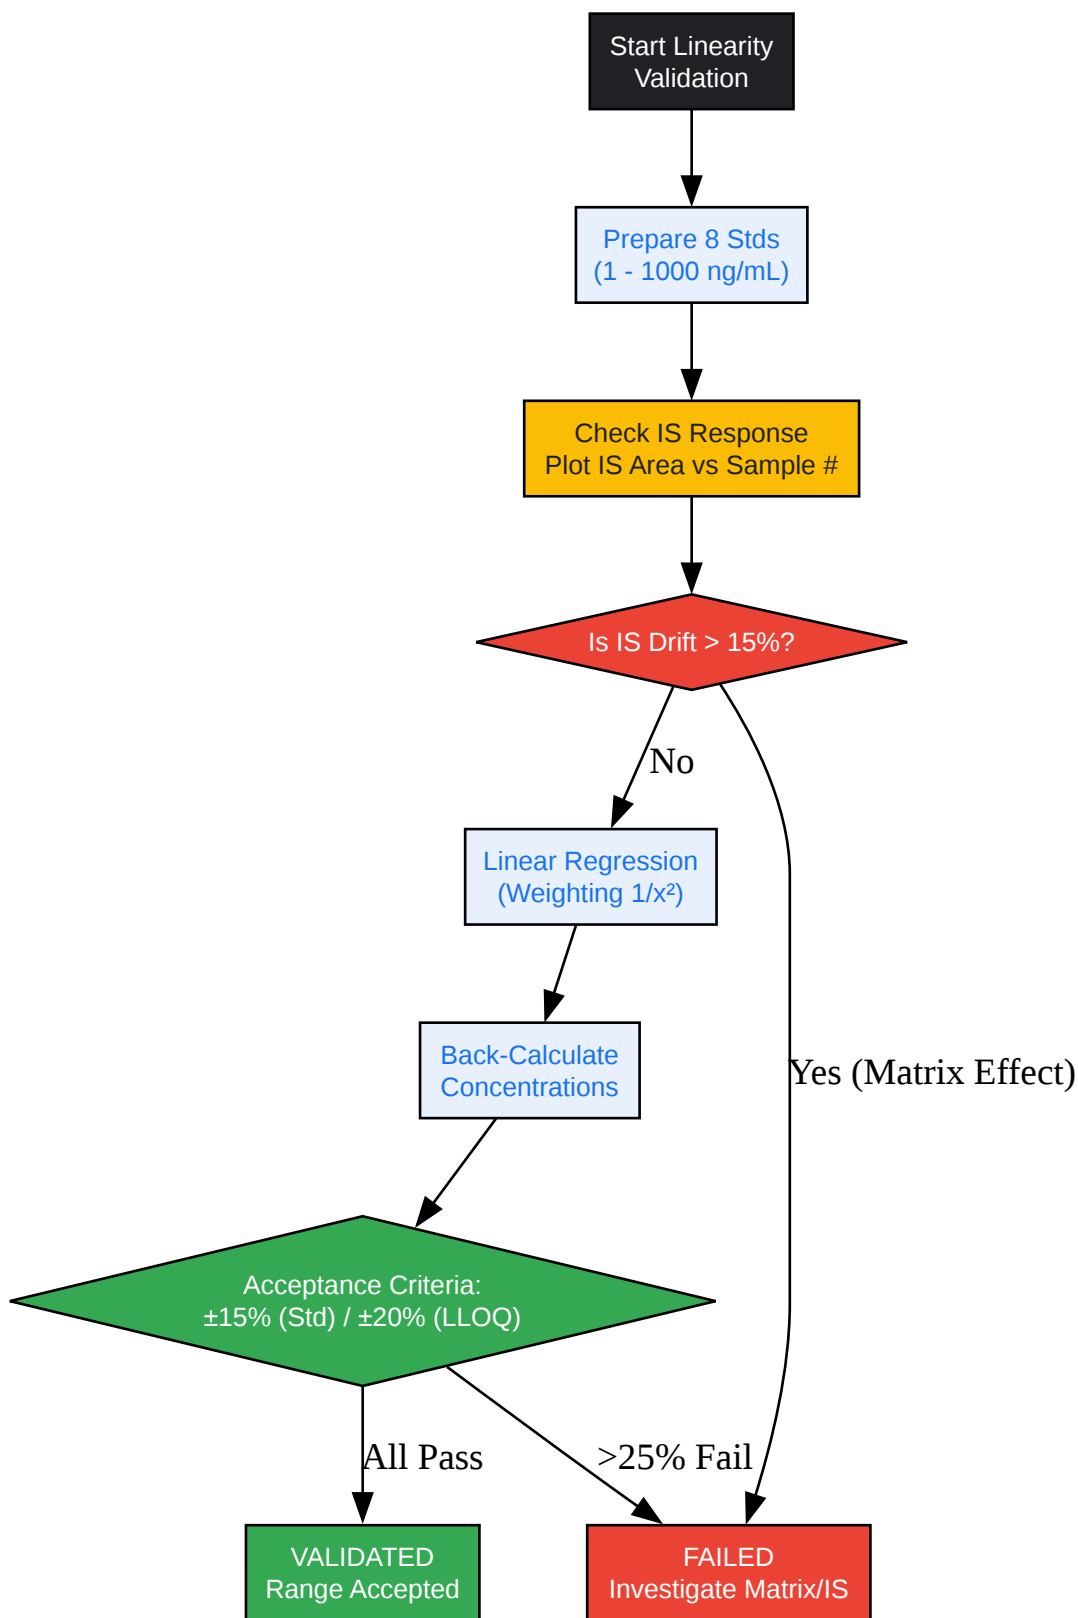 Start Linearity
Validation
Prepare 8 Stds
(1 - 1000 ng/mL)
Check IS Response
Plot IS Area vs Sample #
Is IS Drift > 15%?
No
Linear Regression
(Weighting 1/x²)
Back-Calculate
Concentrations
Yes (Matrix Effect)
Acceptance Criteria:
±15% (Std) / ±20% (LLOQ)
All Pass
>25% Fail
VALIDATED
Range Accepted
FAILED
Investigate Matrix/IS